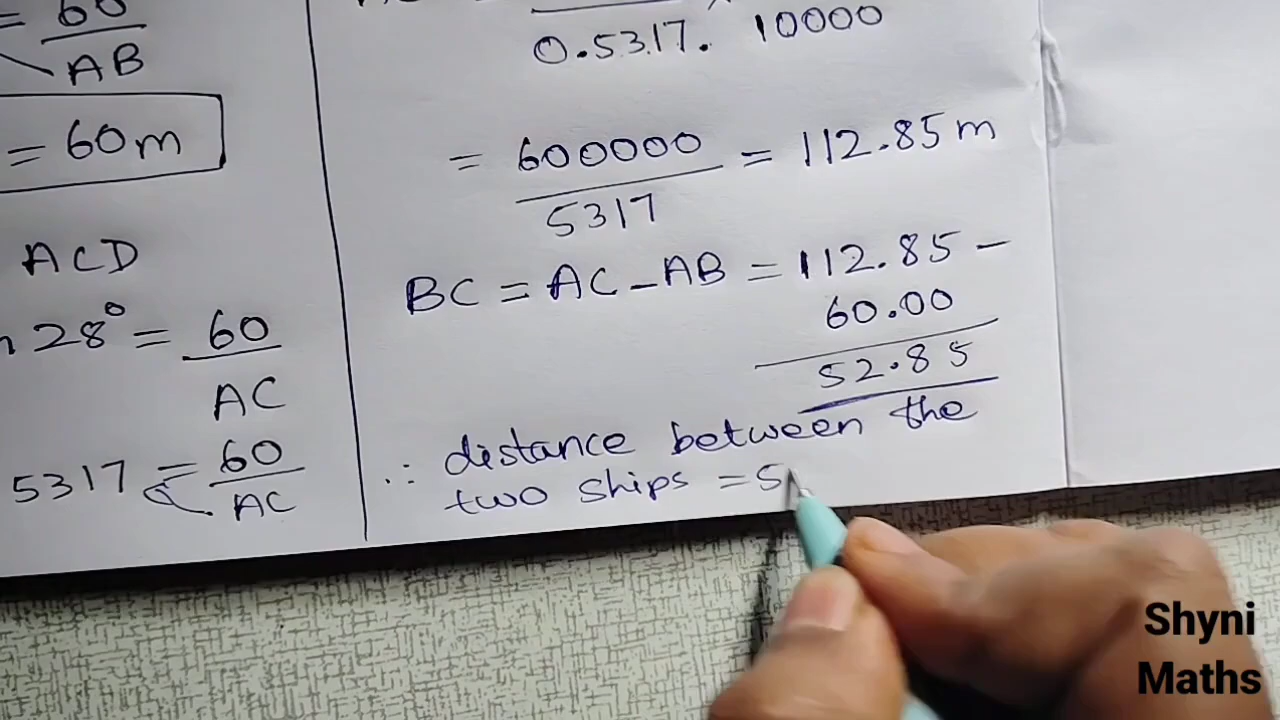 = 60
AB
= 60m
ACD
28° = 60
AC
5317 = 60
AC
0.5317. 10000
= 600000 = 112.85 m
5317
BC = AC - AB = 112.85 -
60.00
52.85
∴ distance between the
two ships = 5
Shyni
Maths